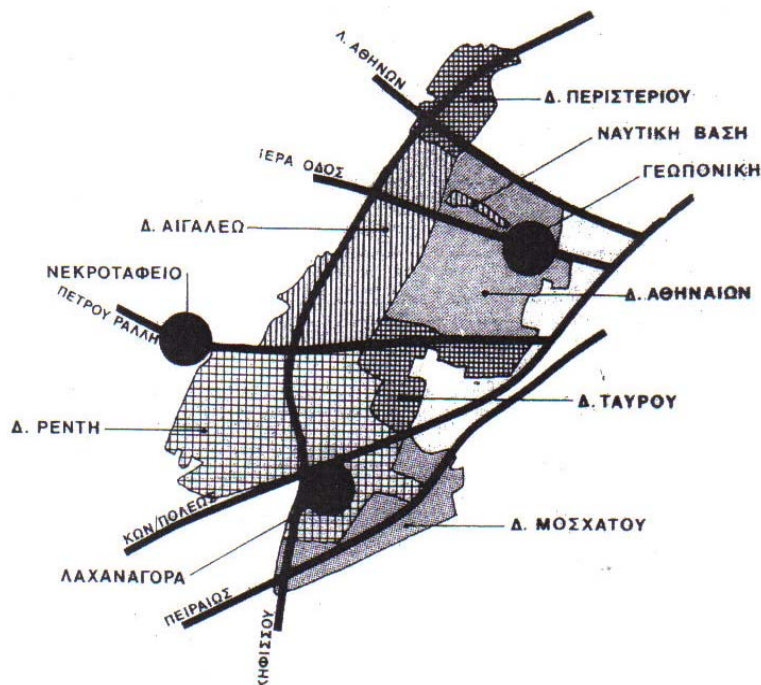 Λ. ΑΘΗΝΩΝ
Δ. ΠΕΡΙΣΤΕΡΙΟΥ
ΝΑΥΤΙΚΗ ΒΑΣΗ
ΙΕΡΑ ΟΔΟΣ
ΓΕΩΠΟΝΙΚΗ
Δ. ΑΙΓΑΛΕΩ
ΝΕΚΡΟΤΑΦΕΙΟ
ΠΕΤΡΟΥ ΡΑΛΛΗ
Δ. ΑΘΗΝΑΙΩΝ
Δ. ΤΑΥΡΟΥ
Δ. ΡΕΝΤΗ
ΚΩΝ/ΠΟΛΕΩΣ
Δ. ΜΟΣΧΑΤΟΥ
ΛΑΧΑΝΑΓΟΡΑ
ΠΕΙΡΑΙΩΣ
ΚΗΦΙΣΣΟΥ